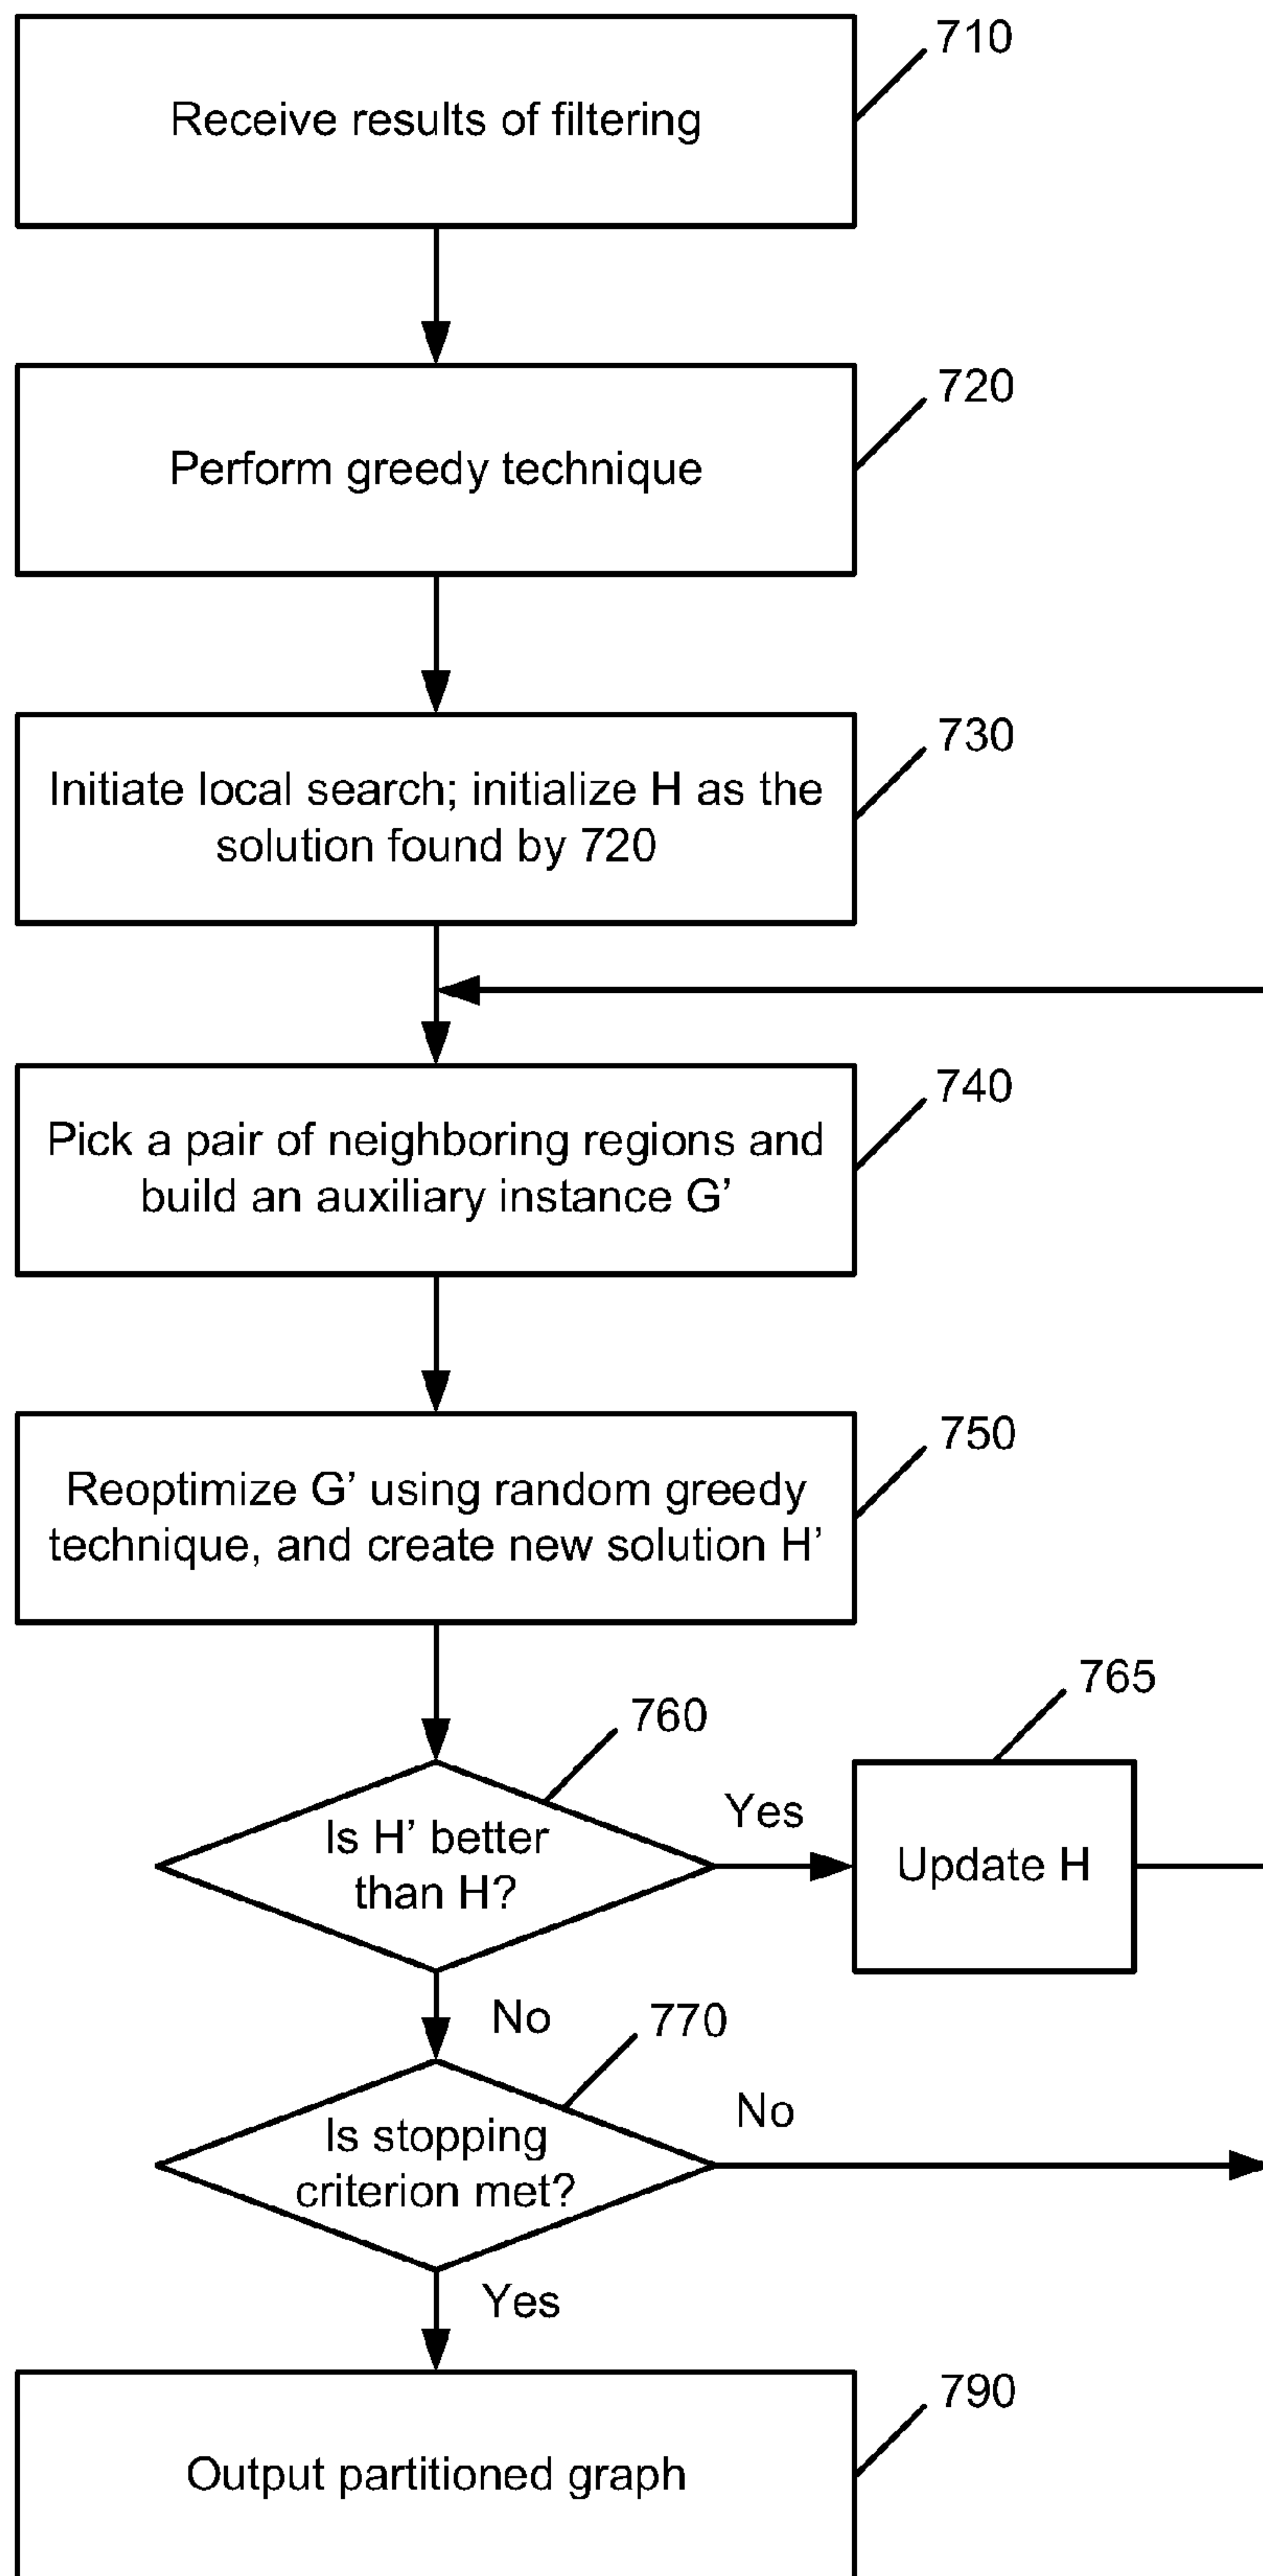 710
Receive results of filtering
720
Perform greedy technique
730
Initiate local search; initialize H as the
solution found by 720
740
Pick a pair of neighboring regions and
build an auxiliary instance G’
750
Reoptimize G’ using random greedy
technique, and create new solution H’
760
765
Is H’ better
than H?
Yes
Update H
No
770
Is stopping
criterion met?
No
Yes
790
Output partitioned graph